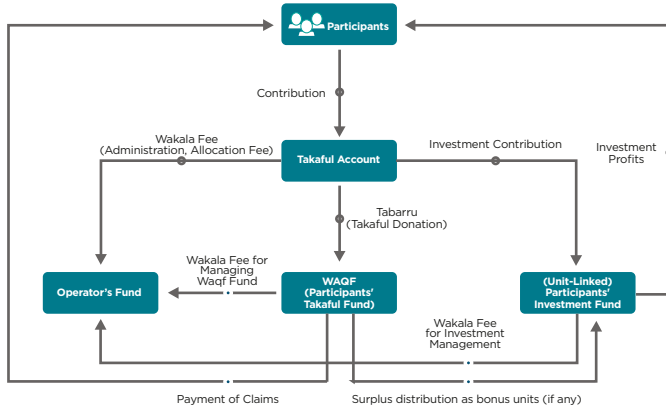 Participants
Contribution
Wakala Fee
(Administration, Allocation Fee)
Takaful Account
Investment Contribution
Investment
Profits
Tabarru
(Takaful Donation)
Wakala Fee for
Managing
Waqf Fund
Operator's Fund
WAQF
(Participants'
Takaful Fund)
(Unit-Linked)
Participants'
Investment Fund
Wakala Fee
for Investment
Management
Payment of Claims
Surplus distribution as bonus units (if any)